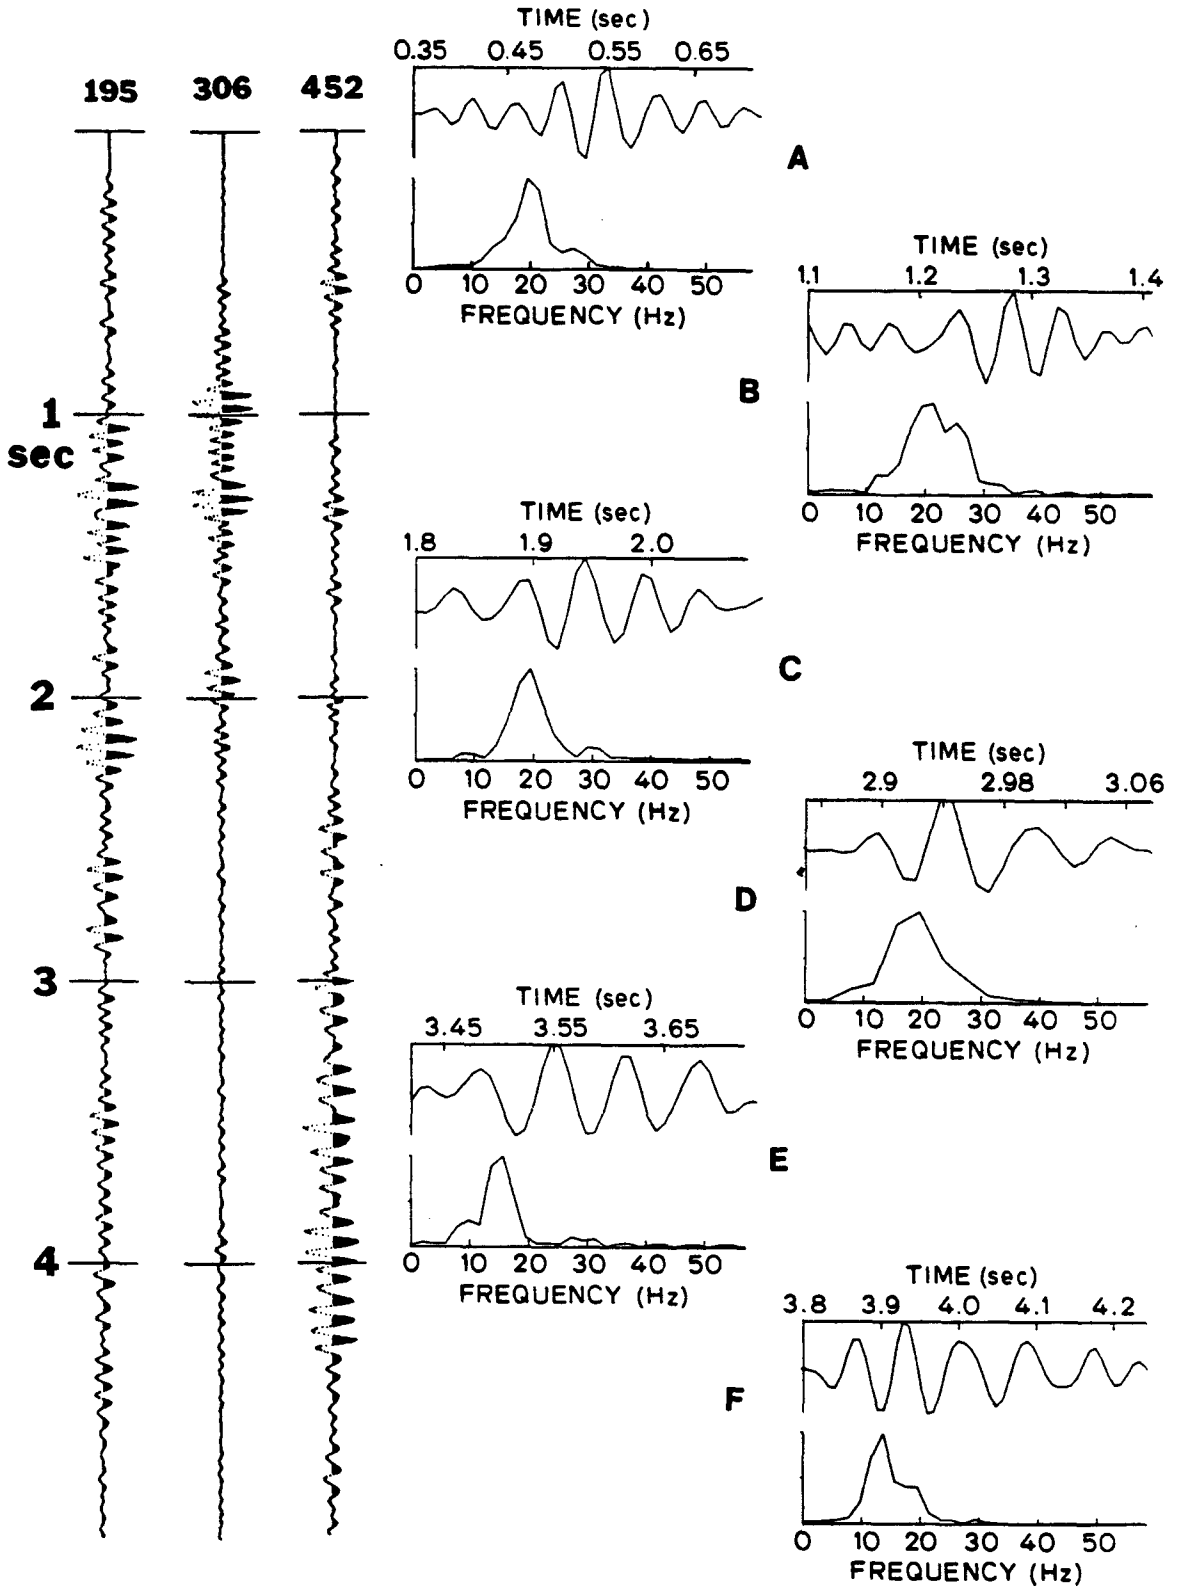 195 306 452
1
sec
2
3
4
TIME (sec)
0.35 0.45 0.55 0.65
A
0 10 20 30 40 50
FREQUENCY (Hz)
TIME (sec)
1.1 1.2 1.3 1.4
B
0 10 20 30 40 50
FREQUENCY (Hz)
TIME (sec)
1.8 1.9 2.0
C
0 10 20 30 40 50
FREQUENCY (Hz)
TIME (sec)
2.9 2.98 3.06
D
0 10 20 30 40 50
FREQUENCY (Hz)
TIME (sec)
3.45 3.55 3.65
E
0 10 20 30 40 50
FREQUENCY (Hz)
TIME (sec)
3.8 3.9 4.0 4.1 4.2
F
0 10 20 30 40 50
FREQUENCY (Hz)